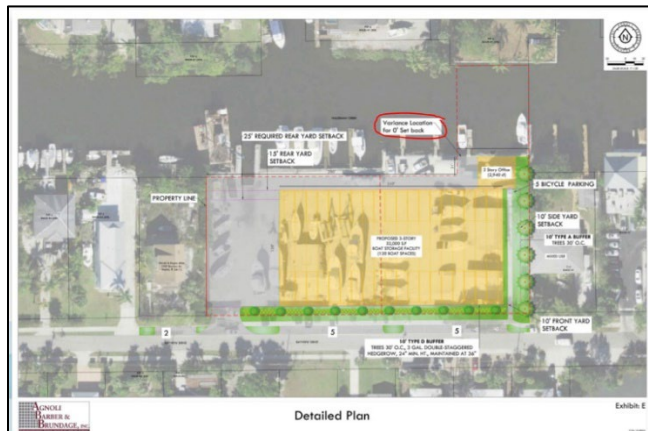 N
Variance Location
for 0' Set back
25' REQUIRED REAR YARD SETBACK
15' REAR YARD
SETBACK
2 Story Office
5 BICYCLE PARKING
PROPERTY LINE
10' SIDE YARD
SETBACK
10' TYPE A BUFFER
TREES 30' O.C.
PROPOSED 3-STORY
BOAT STORAGE FACILITY
10' FRONT YARD
SETBACK
2
5
5
10' TYPE D BUFFER
TREES 30' O.C., 3 GAL. DOUBLE STAGGERED
HEDGEROW, 24" MIN. HT., MAINTAINED AT 36"
AGNOLI
BARBER &
BRUNDAGE, INC.
Detailed Plan
Exhibit E